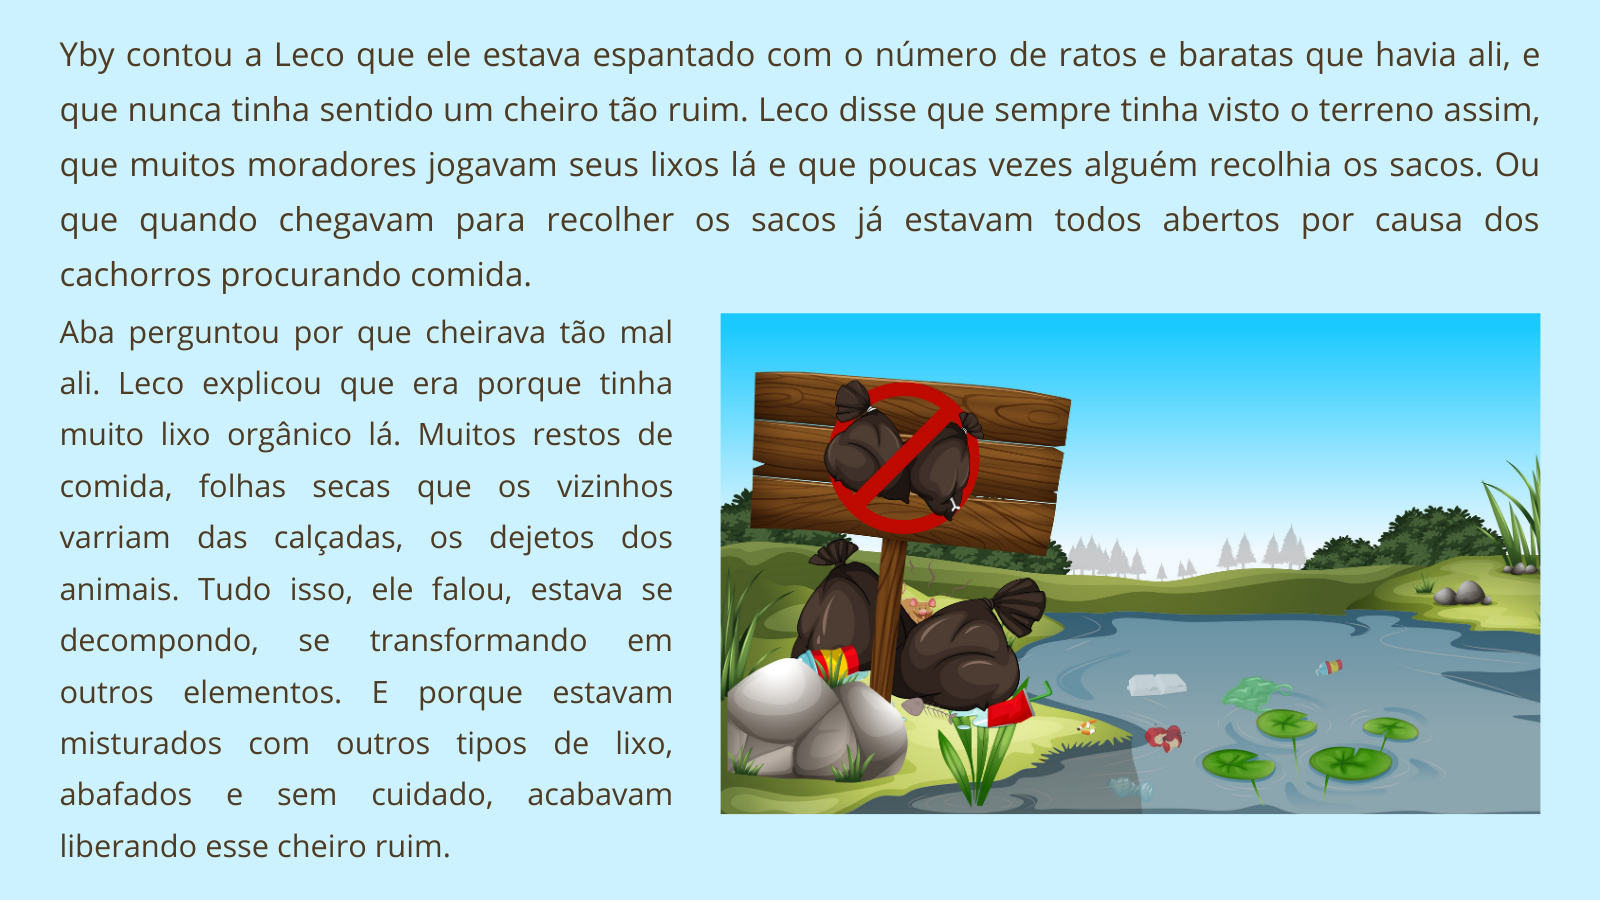 Yby contou a Leco que ele estava espantado com o número de ratos e baratas que havia ali, e
que nunca tinha sentido um cheiro tão ruim. Leco disse que sempre tinha visto o terreno assim,
que muitos moradores jogavam seus lixos lá e que poucas vezes alguém recolhia os sacos. Ou
que quando chegavam para recolher os sacos já estavam todos abertos por causa dos
cachorros procurando comida.
Aba perguntou por que cheirava tão mal
ali. Leco explicou que era porque tinha
muito lixo orgânico lá. Muitos restos de
comida, folhas secas que os vizinhos
varriam das calçadas, os dejetos dos
animais. Tudo isso, ele falou, estava se
decompondo, se transformando em
outros elementos. E porque estavam
misturados com outros tipos de lixo,
abafados e sem cuidado, acabavam
liberando esse cheiro ruim.